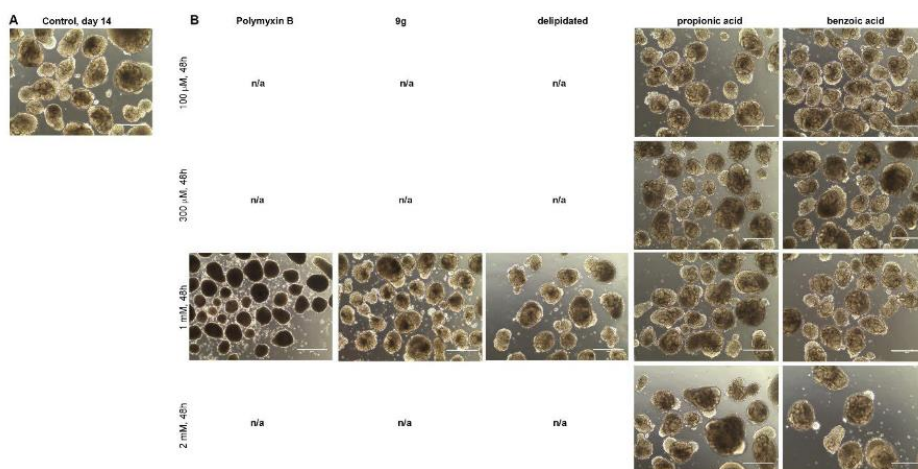 A
Control, day 14
B
Polymyxin B
9g
delipidated
propionic acid
benzoic acid
100 µM, 48h
n/a
n/a
n/a
300 µM, 48h
n/a
n/a
n/a
1 mM, 48h
2 mM, 48h
n/a
n/a
n/a